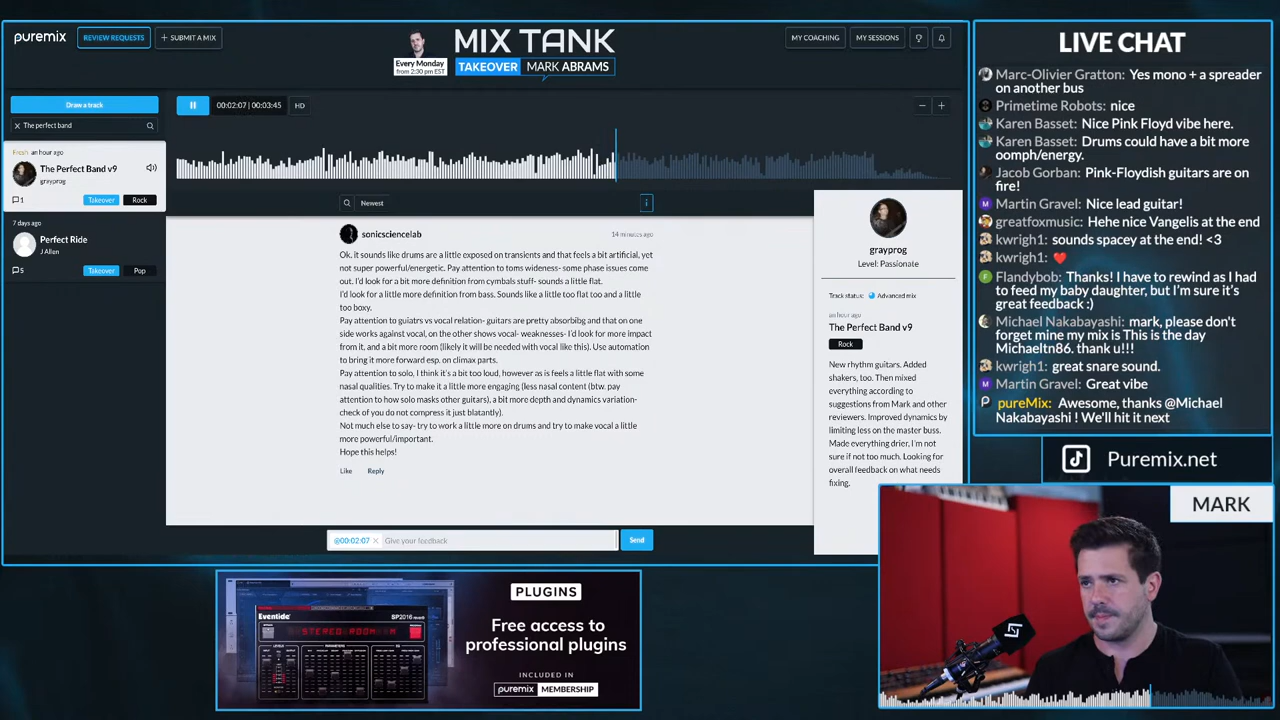 puremix
REVIEW REQUESTS
+ SUBMIT A MIX
Every Monday
from 2:30 pm EST
MIX TANK
TAKEOVER MARK ABRAMS
MY COACHING
MY SESSIONS
Draw a track
× The perfect band
00:02:07 | 00:03:45
HD
Fresh an hour ago
The Perfect Band v9
grayprog
1
Takeover
Rock
7 days ago
Perfect Ride
J Allen
5
Takeover
Pop
Newest
i
sonicsciencelab
14 minutes ago
Ok, it sounds like drums are a little exposed on transients and that feels a bit artificial, yet
not super powerful/energetic. Pay attention to toms wideness- some phase issues come
out. I'd look for a bit more definition from cymbals stuff- sounds a little flat.
I'd look for a little more definition from bass. Sounds like a little too flat too and a little
too boxy.
Pay attention to guiatrs vs vocal relation- guitars are pretty absorbibg and that on one
side works against vocal, on the other shows vocal- weaknesses- I'd look for more impact
from it, and a bit more room (likely it will be needed with vocal like this). Use automation
to bring it more forward esp. on climax parts.
Pay attention to solo, I think it's a bit too loud, however as is feels a little flat with some
nasal qualities. Try to make it a little more engaging (less nasal content (btw. pay
attention to how solo masks other guitars), a bit more depth and dynamics variation-
check of you do not compress it just blatantly).
Not much else to say- try to work a little more on drums and try to make vocal a little
more powerful/important.
Hope this helps!
Like
Reply
@00:02:07 ×
Give your feedback
Send
grayprog
Level: Passionate
Track status: Advanced mix
an hour ago
The Perfect Band v9
Rock
New rhythm guitars. Added
shakers, too. Then mixed
everything according to
suggestions from Mark and other
reviewers. Improved dynamics by
limiting less on the master buss.
Made everything drier, I'm not
sure if not too much. Looking for
overall feedback on what needs
fixing.
LIVE CHAT
Marc-Olivier Gratton: Yes mono + a spreader
on another bus
Primetime Robots: nice
Karen Basset: Nice Pink Floyd vibe here.
Karen Basset: Drums could have a bit more
oomph/energy.
Jacob Gorban: Pink-Floydish guitars are on
fire!
Martin Gravel: Nice lead guitar!
greatfoxmusic: Hehe nice Vangelis at the end
kwrigh1: sounds spacey at the end! <3
kwrigh1: ❤
Flandybob: Thanks! I have to rewind as I had
to feed my baby daughter, but I'm sure it's
great feedback :)
Michael Nakabayashi: mark, please don't
forget mine my mix is This is the day
Michaeltn86. thank u!!!
kwrigh1: great snare sound.
Martin Gravel: Great vibe
pureMix: Awesome, thanks @Michael
Nakabayashi ! We'll hit it next
Puremix.net
MARK
Eventide
SP2016 reverb
STEREO ROOM M
PLUGINS
Free access to
professional plugins
INCLUDED IN
puremix MEMBERSHIP